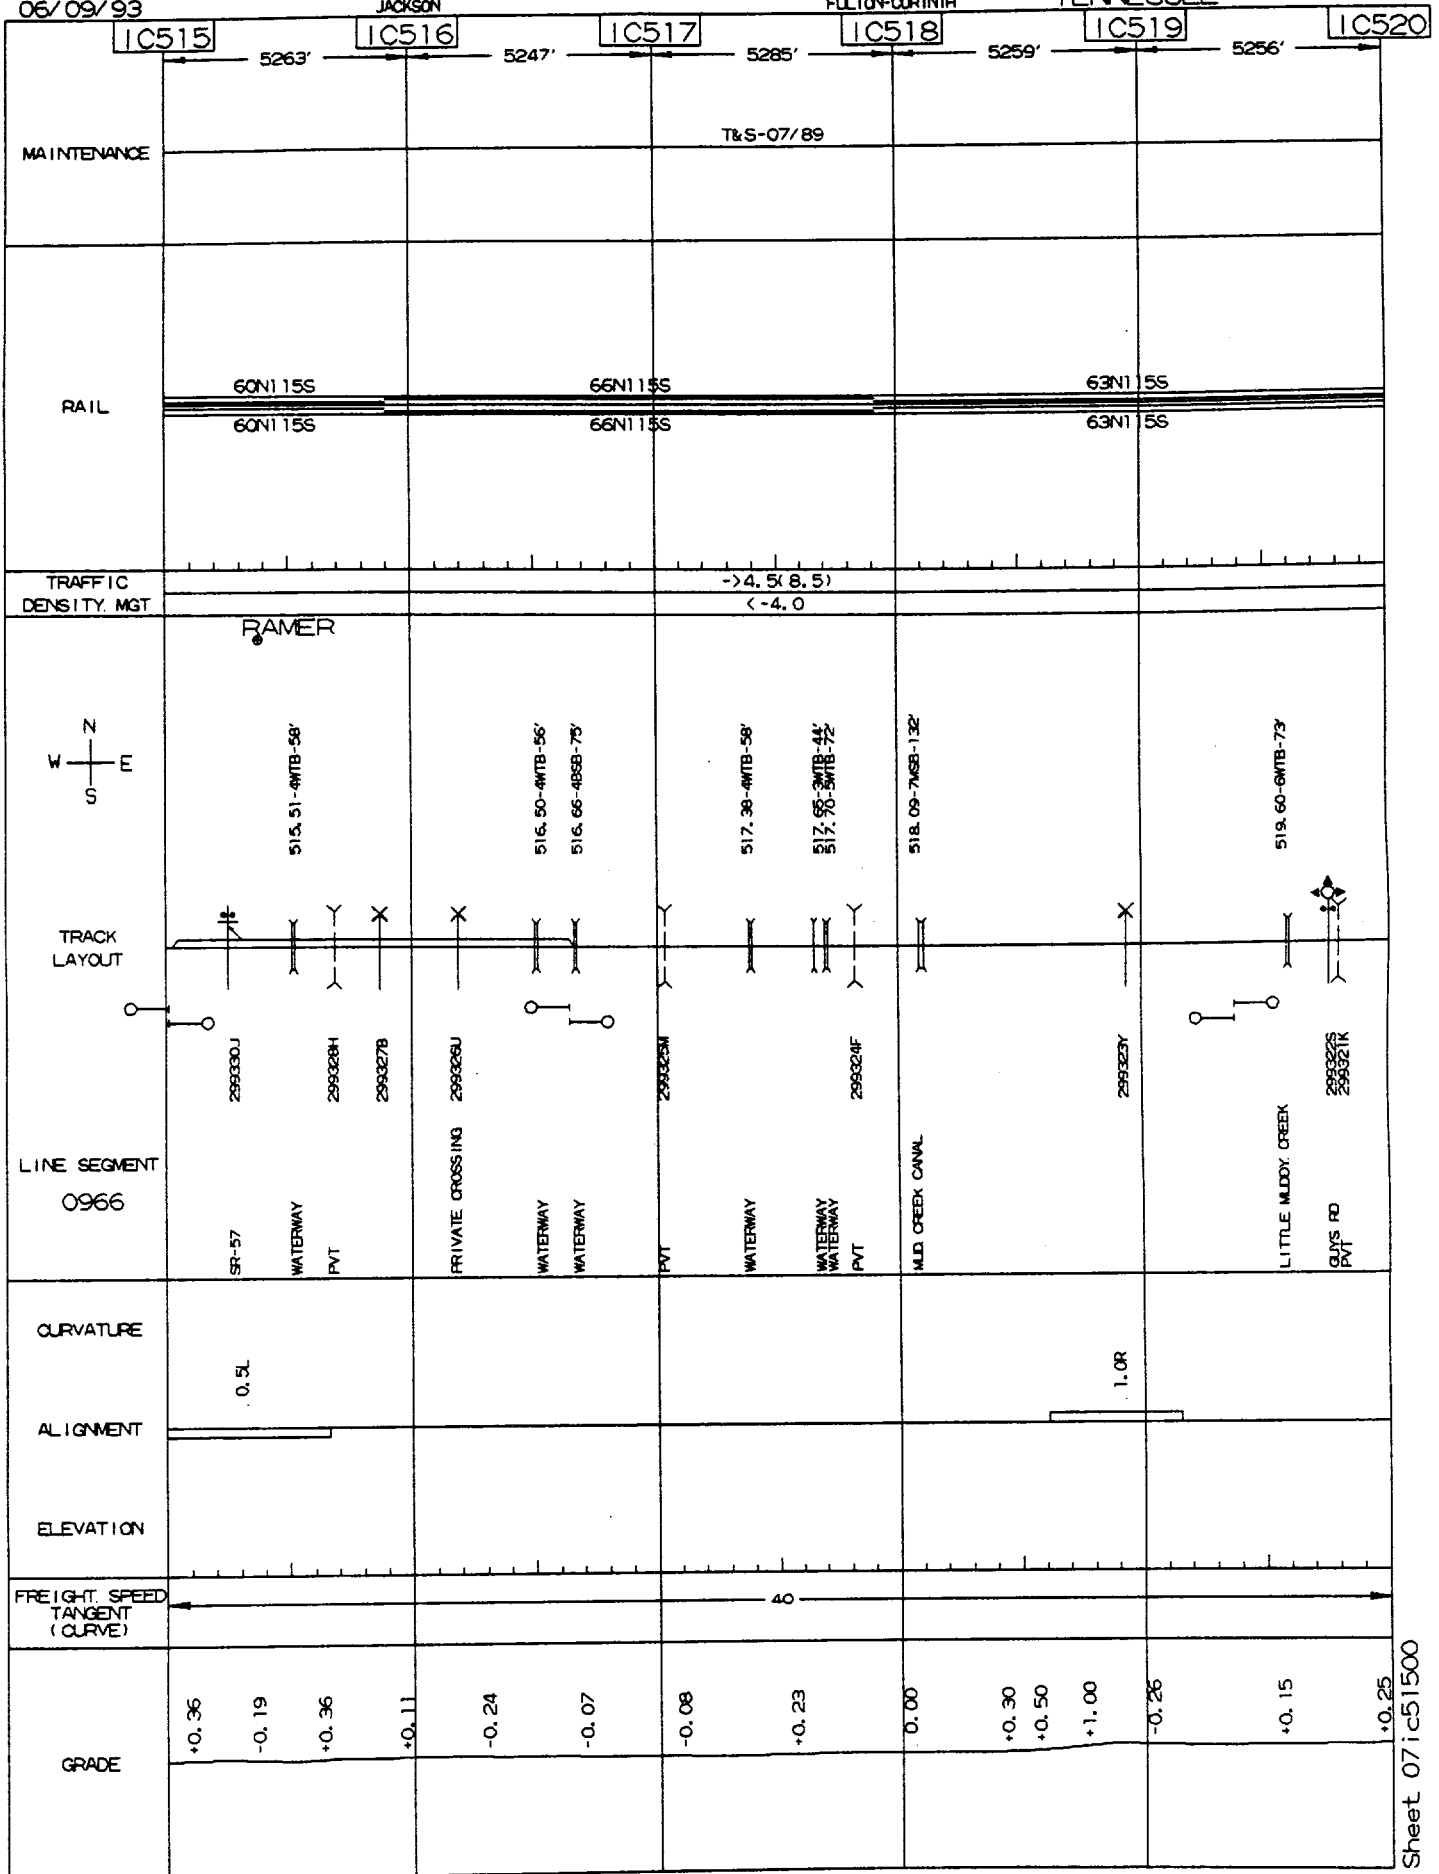 06/09/93 JACKSON FULTON-CORINTH TENNESSEE
IC515 IC516 IC517 IC518 IC519 IC520
5263' 5247' 5285' 5259' 5256'
MAINTENANCE
T&S-07/89
RAIL
60N115S 66N115S 63N115S
60N115S 66N115S 63N115S
TRAFFIC
DENSITY. MGT
->4.5(8.5)
<-4.0
RAMER
N
W E
S
515.51-4WTB-58'
516.50-4WTB-56'
516.66-4BSB-75'
517.38-4WTB-58'
517.65-3WTB-44'
517.70-5WTB-72'
518.09-7MSB-132'
519.60-6WTB-73'
TRACK
LAYOUT
299330J
299328H
299327B
299326U
299325M
299324F
299323Y
299322S
299321K
LINE SEGMENT
0966
SR-57
WATERWAY
PVT
PRIVATE CROSSING
WATERWAY
WATERWAY
PVT
WATERWAY
WATERWAY
WATERWAY
PVT
MUD. CREEK CANAL
LITTLE MUDDY. CREEK
GUYS RD
PVT
CURVATURE
0.5L
1.0R
ALIGNMENT
ELEVATION
FREIGHT. SPEED
TANGENT
(CURVE)
40
GRADE
+0.36
-0.19
+0.36
+0.11
-0.24
-0.07
-0.08
+0.23
0.00
+0.30
+0.50
+1.00
-0.26
+0.15
+0.25
Sheet 07ic51500